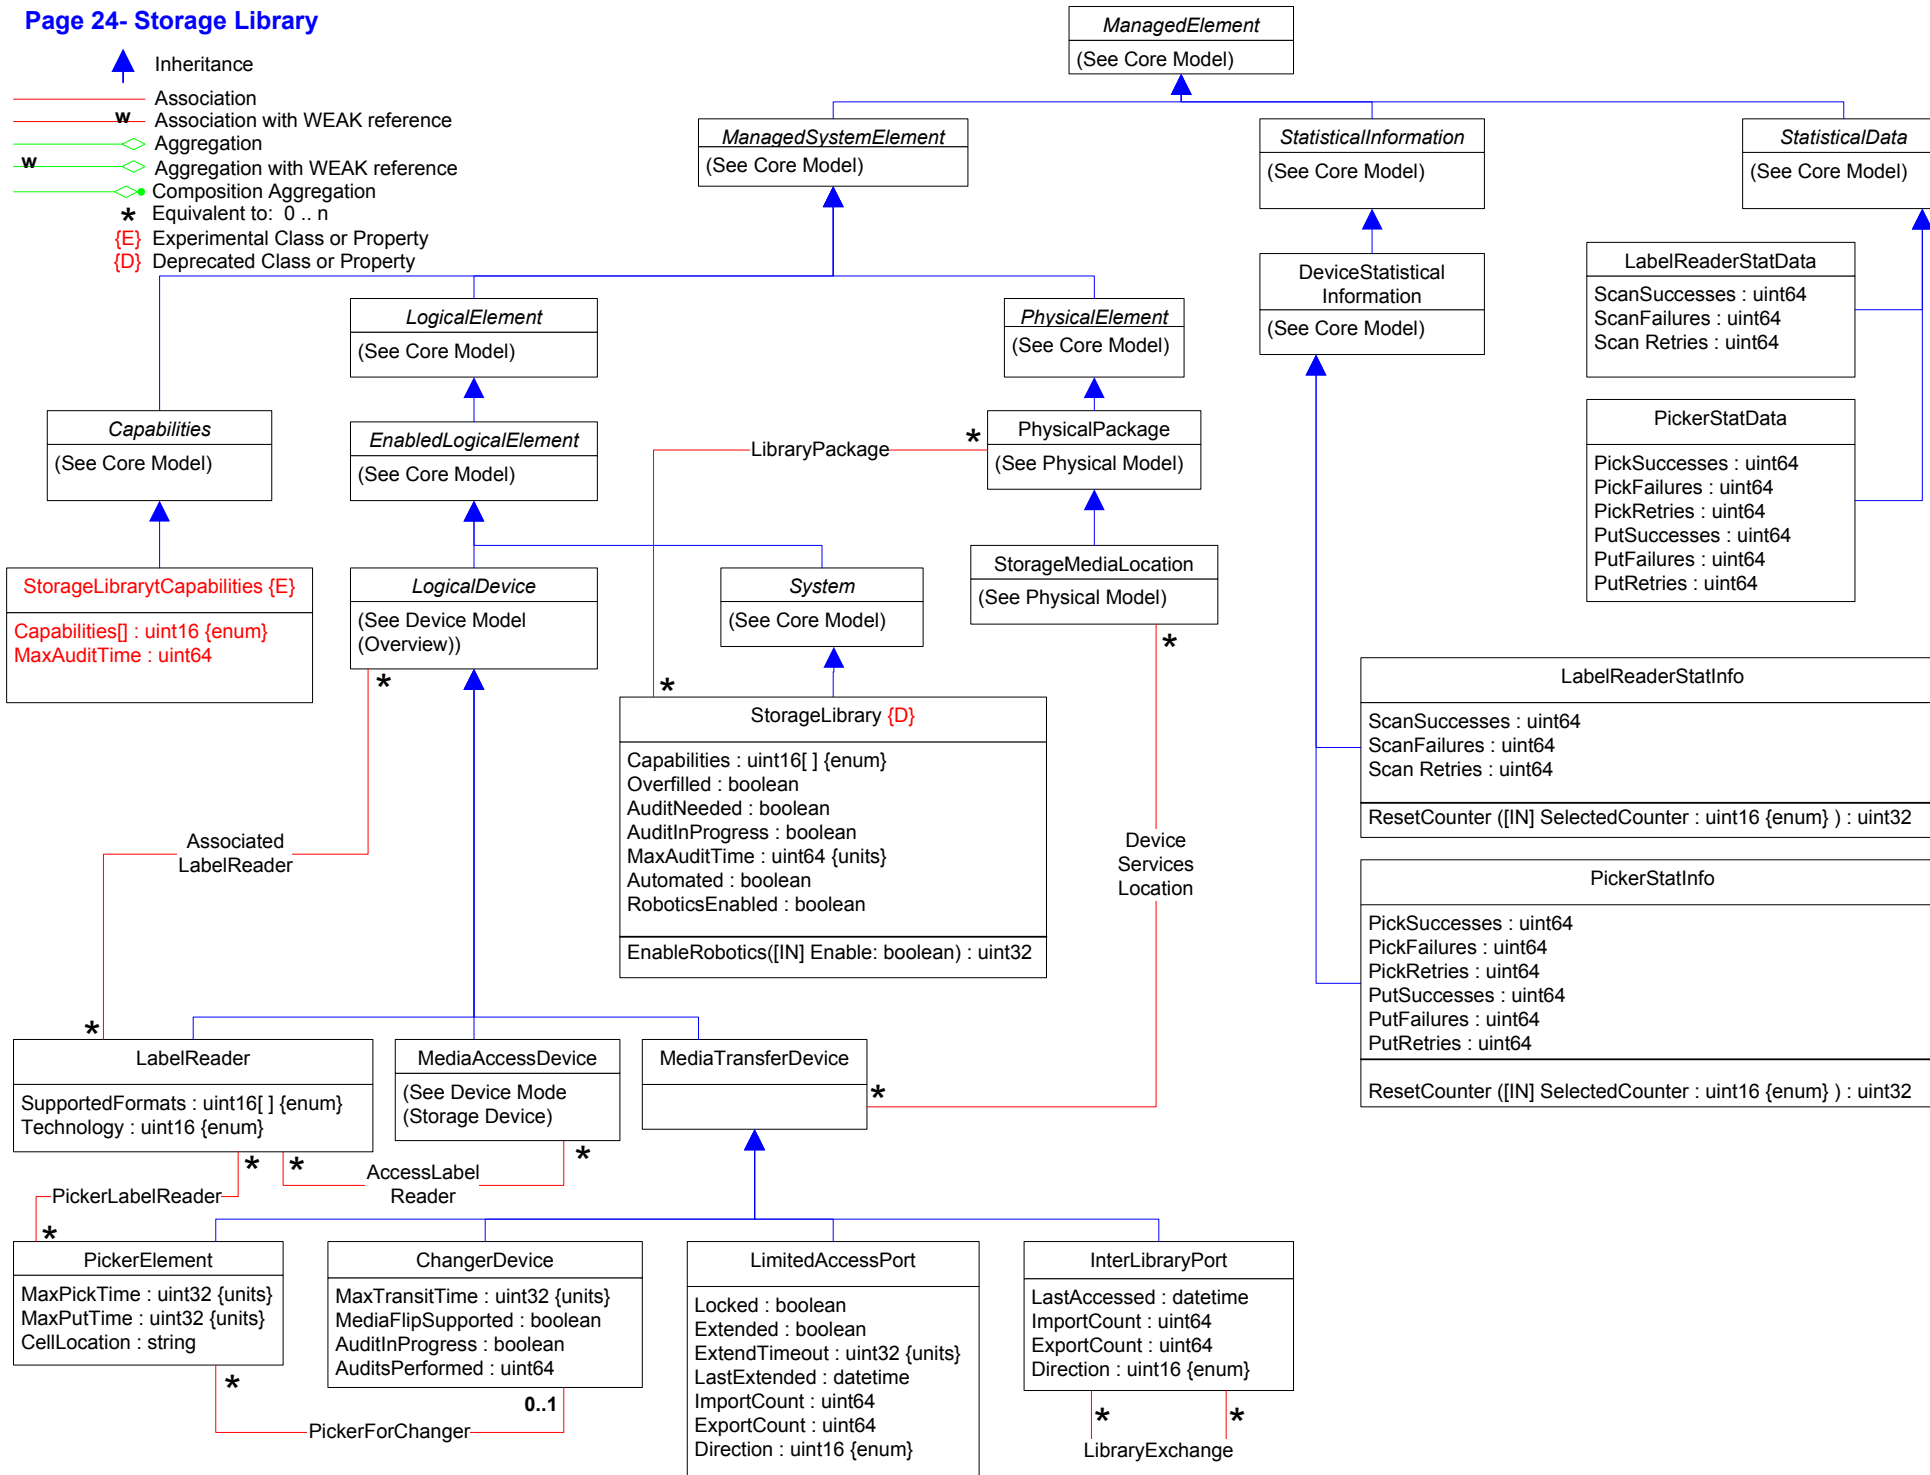 Page 24- Storage Library
Inheritance
Association
w
Association with WEAK reference
Aggregation
w
Aggregation with WEAK reference
Composition Aggregation
* Equivalent to: 0 .. n
{E} Experimental Class or Property
{D} Deprecated Class or Property
ManagedElement
(See Core Model)
ManagedSystemElement
(See Core Model)
StatisticalInformation
(See Core Model)
StatisticalData
(See Core Model)
DeviceStatistical
Information
(See Core Model)
LabelReaderStatData
ScanSuccesses : uint64
ScanFailures : uint64
Scan Retries : uint64
PickerStatData
PickSuccesses : uint64
PickFailures : uint64
PickRetries : uint64
PutSuccesses : uint64
PutFailures : uint64
PutRetries : uint64
LogicalElement
(See Core Model)
PhysicalElement
(See Core Model)
Capabilities
(See Core Model)
EnabledLogicalElement
(See Core Model)
LibraryPackage
*
*
PhysicalPackage
(See Physical Model)
StorageLibrarytCapabilities {E}
Capabilities[] : uint16 {enum}
MaxAuditTime : uint64
LogicalDevice
(See Device Model
(Overview))
*
System
(See Core Model)
StorageMediaLocation
(See Physical Model)
*
StorageLibrary {D}
Capabilities : uint16[ ] {enum}
Overfilled : boolean
AuditNeeded : boolean
AuditInProgress : boolean
MaxAuditTime : uint64 {units}
Automated : boolean
RoboticsEnabled : boolean
EnableRobotics([IN] Enable: boolean) : uint32
Associated
LabelReader
Device
Services
Location
LabelReaderStatInfo
ScanSuccesses : uint64
ScanFailures : uint64
Scan Retries : uint64
ResetCounter ([IN] SelectedCounter : uint16 {enum} ) : uint32
PickerStatInfo
PickSuccesses : uint64
PickFailures : uint64
PickRetries : uint64
PutSuccesses : uint64
PutFailures : uint64
PutRetries : uint64
ResetCounter ([IN] SelectedCounter : uint16 {enum} ) : uint32
*
LabelReader
SupportedFormats : uint16[ ] {enum}
Technology : uint16 {enum}
MediaAccessDevice
(See Device Mode
(Storage Device)
MediaTransferDevice
*
*
*
*
AccessLabel
Reader
PickerLabelReader
*
PickerElement
MaxPickTime : uint32 {units}
MaxPutTime : uint32 {units}
CellLocation : string
ChangerDevice
MaxTransitTime : uint32 {units}
MediaFlipSupported : boolean
AuditInProgress : boolean
AuditsPerformed : uint64
LimitedAccessPort
Locked : boolean
Extended : boolean
ExtendTimeout : uint32 {units}
LastExtended : datetime
ImportCount : uint64
ExportCount : uint64
Direction : uint16 {enum}
InterLibraryPort
LastAccessed : datetime
ImportCount : uint64
ExportCount : uint64
Direction : uint16 {enum}
*
0..1
PickerForChanger
*
*
LibraryExchange